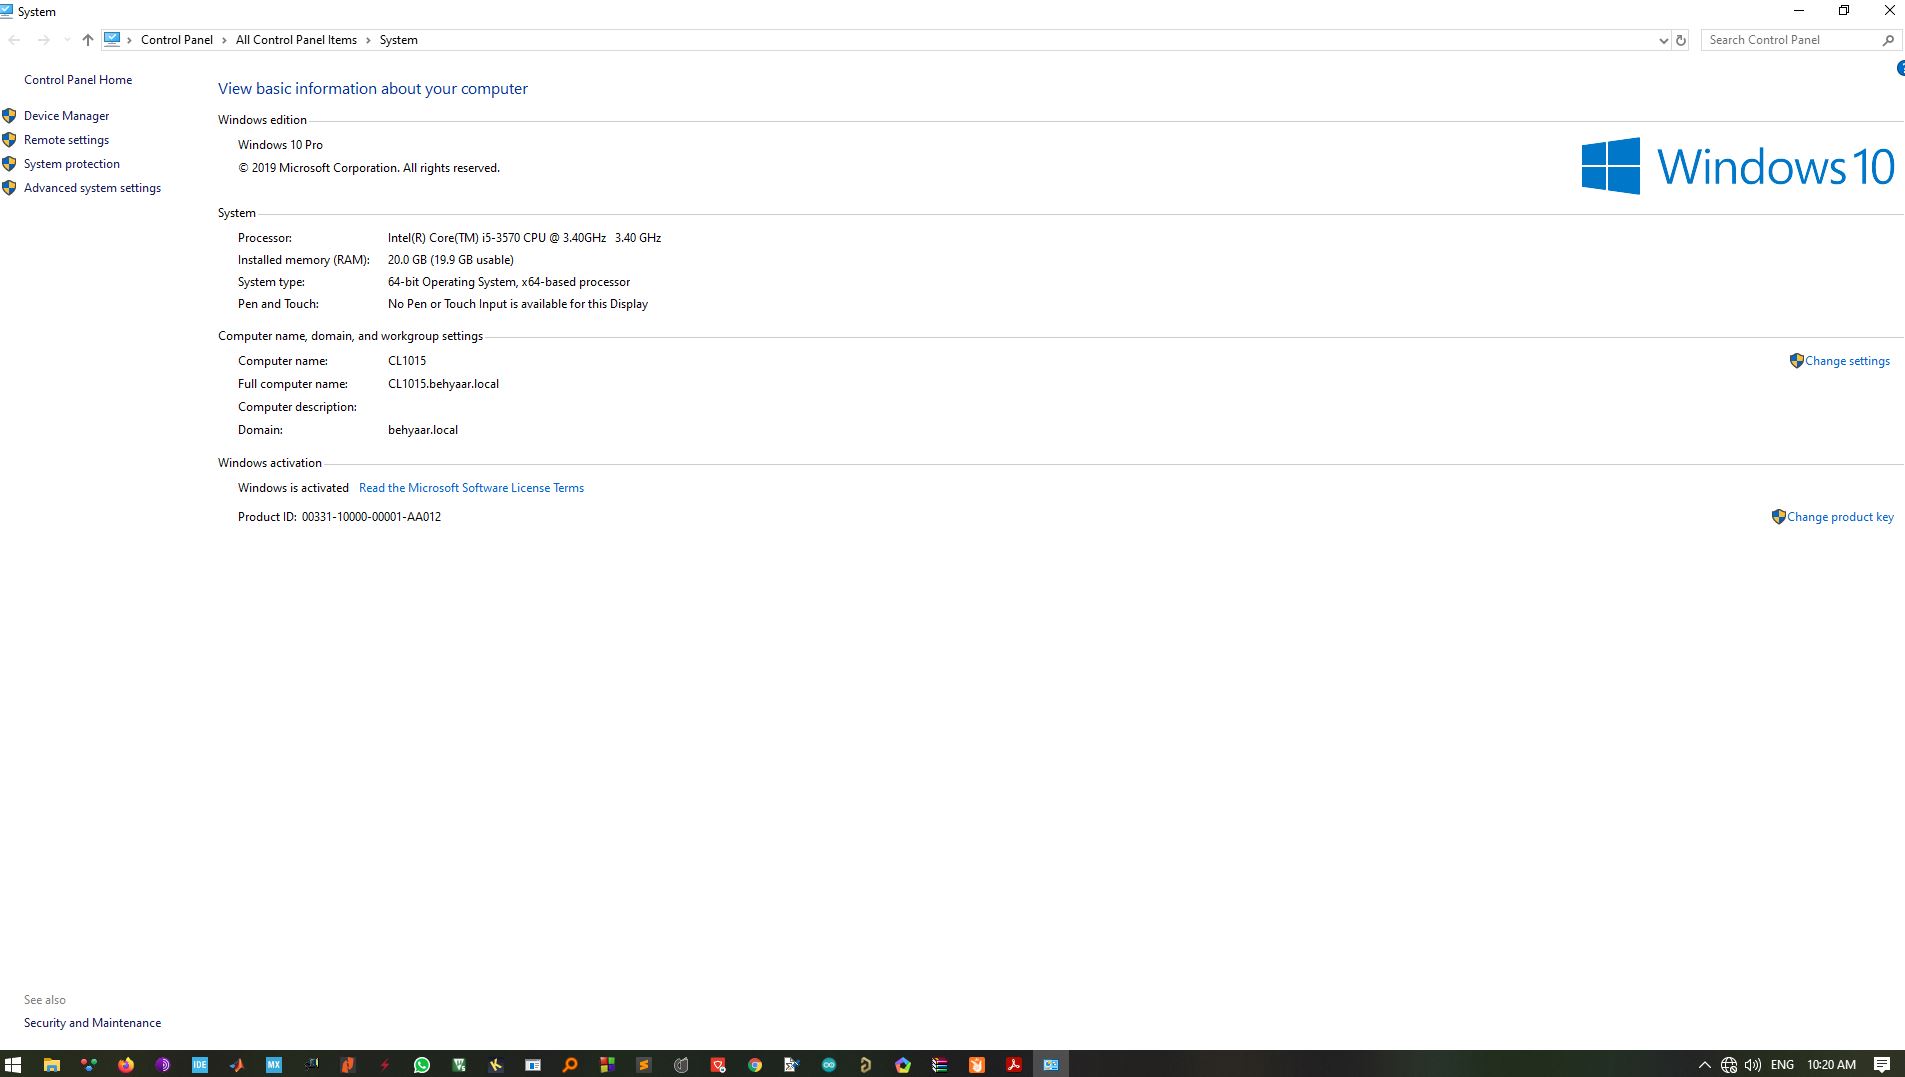 System
Control Panel > All Control Panel Items > System
Search Control Panel
Control Panel Home
Device Manager
Remote settings
System protection
Advanced system settings
View basic information about your computer
Windows edition
Windows 10 Pro
© 2019 Microsoft Corporation. All rights reserved.
Windows 10
System
Processor: Intel(R) Core(TM) i5-3570 CPU @ 3.40GHz 3.40 GHz
Installed memory (RAM): 20.0 GB (19.9 GB usable)
System type: 64-bit Operating System, x64-based processor
Pen and Touch: No Pen or Touch Input is available for this Display
Computer name, domain, and workgroup settings
Computer name: CL1015
Change settings
Full computer name: CL1015.behyaar.local
Computer description:
Domain: behyaar.local
Windows activation
Windows is activated Read the Microsoft Software License Terms
Product ID: 00331-10000-00001-AA012
Change product key
See also
Security and Maintenance
IDE
MX
ENG
10:20 AM